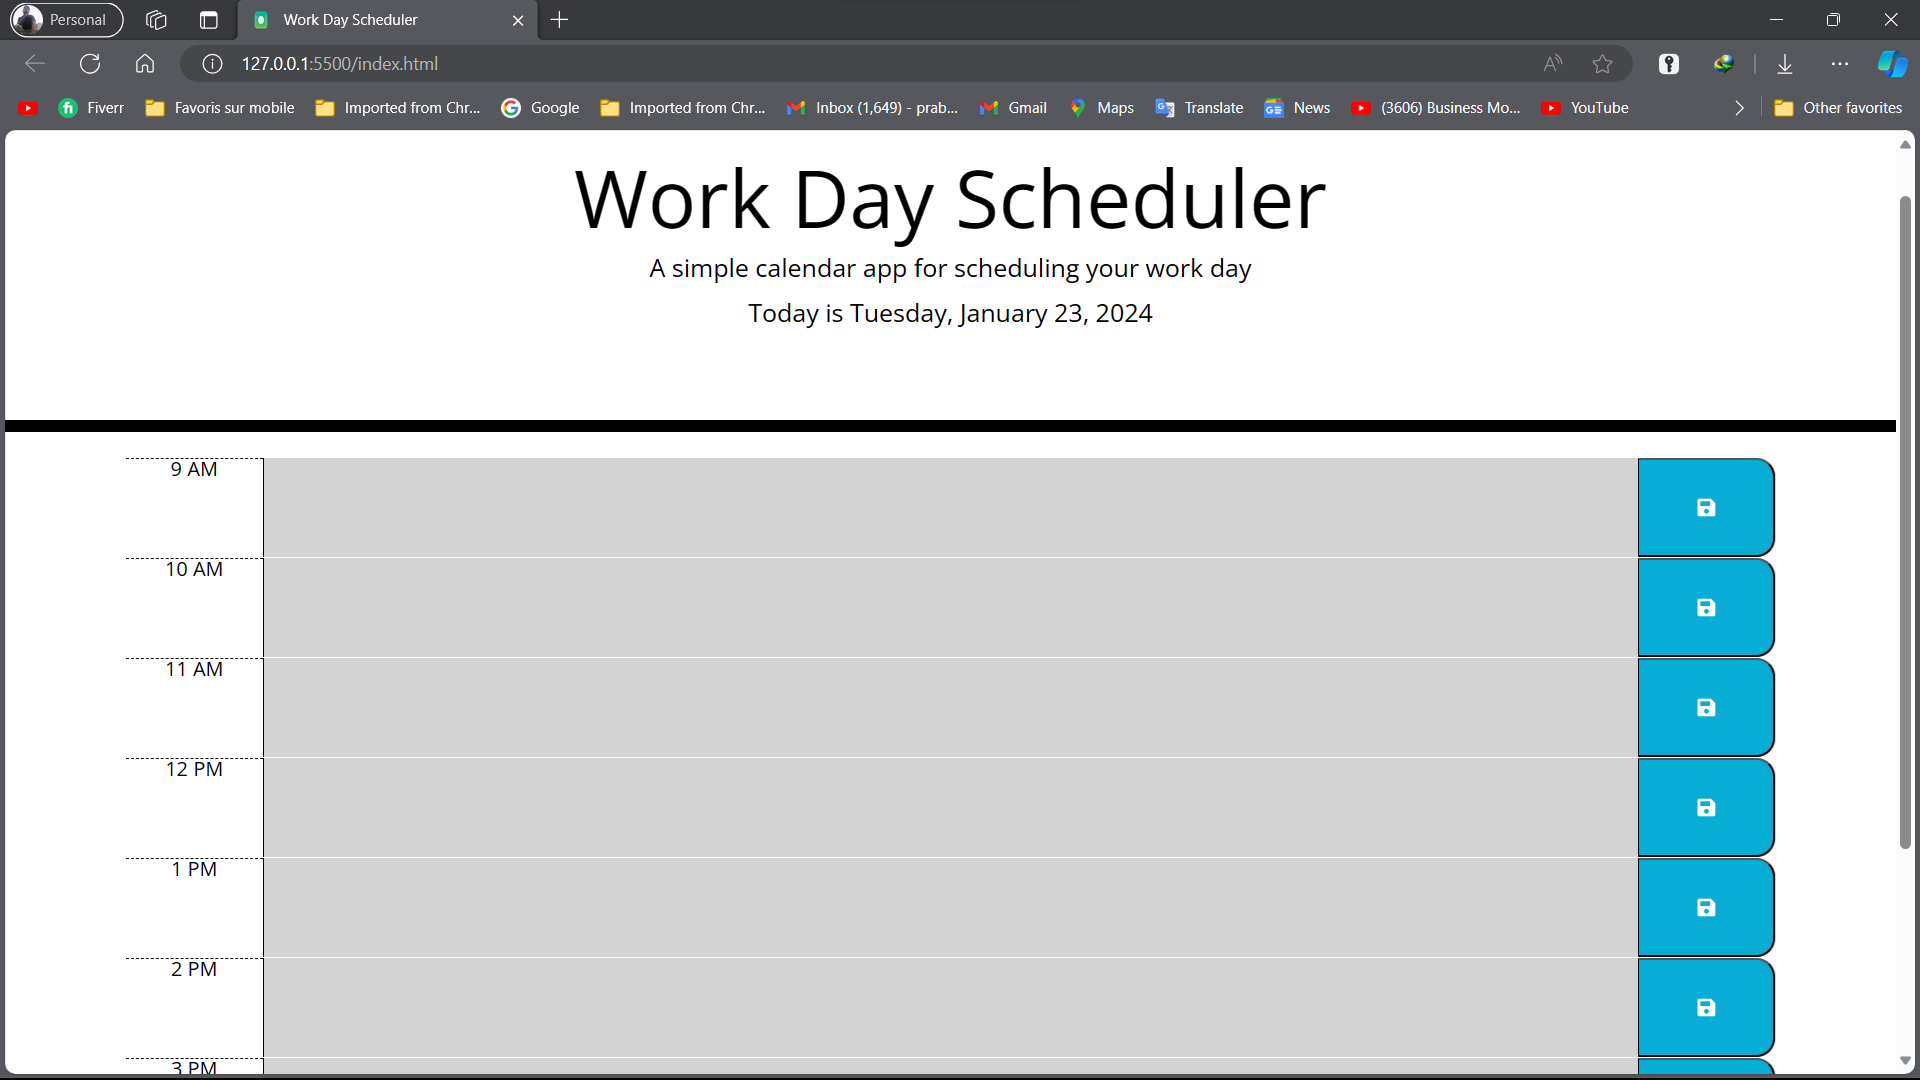 Personal
Work Day Scheduler
127.0.0.1:5500/index.html
Fiverr
Favoris sur mobile
Imported from Chr...
Google
Imported from Chr...
Inbox (1,649) - prab...
Gmail
Maps
Translate
News
(3606) Business Mo...
YouTube
Other favorites
Work Day Scheduler
A simple calendar app for scheduling your work day
Today is Tuesday, January 23, 2024
9 AM
10 AM
11 AM
12 PM
1 PM
2 PM
3 PM